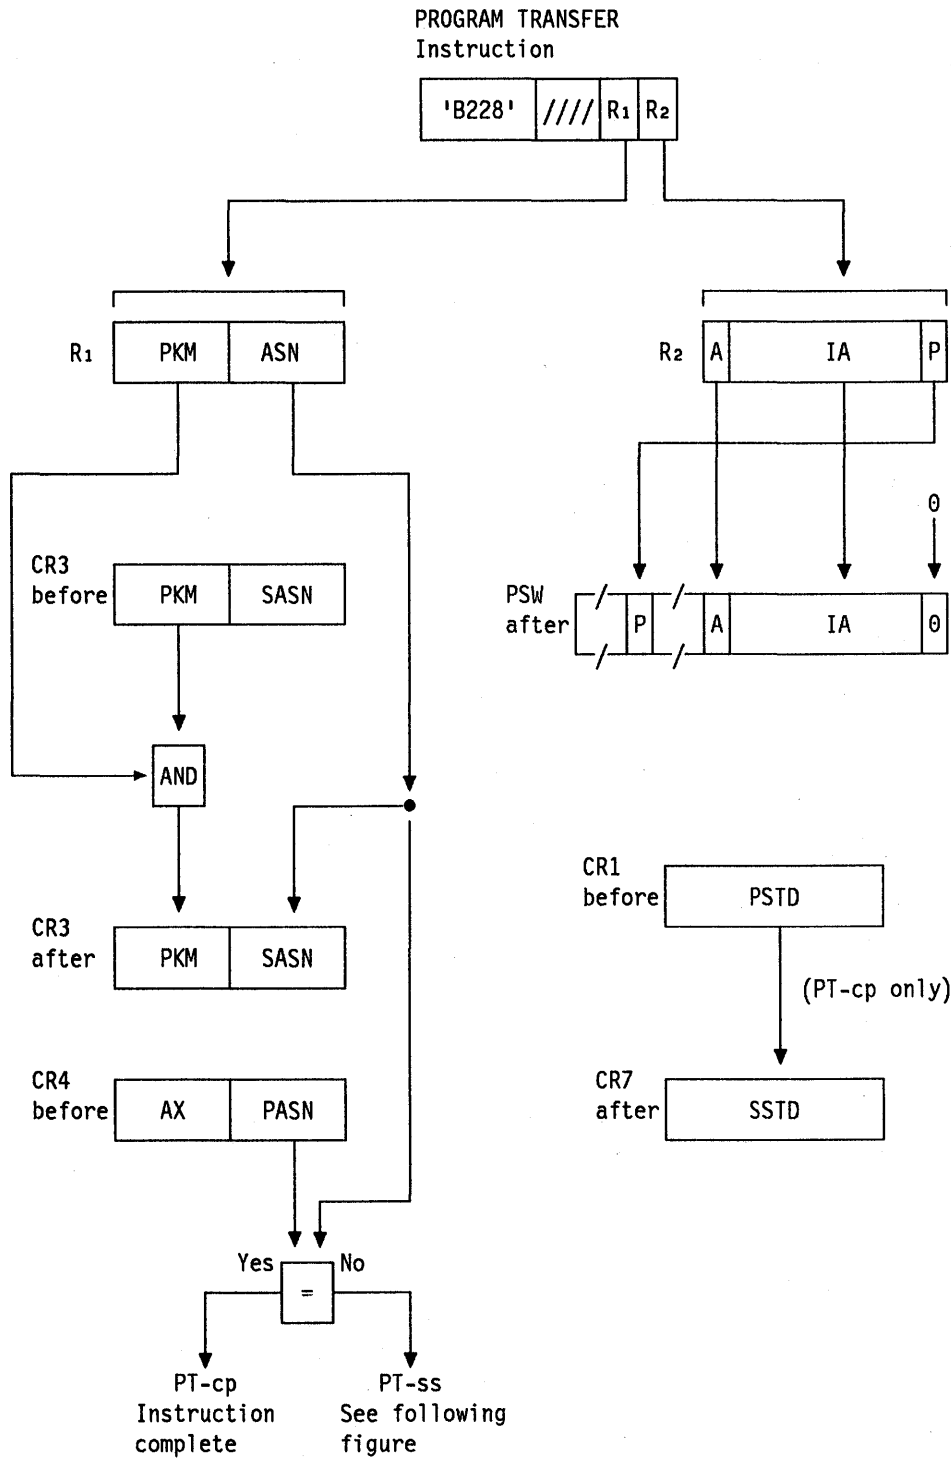 PROGRAM TRANSFER
Instruction
'B228' //// R1 R2
R1 PKM ASN
R2 A IA P
0
CR3
before PKM SASN
PSW
after P A IA 0
AND
CR3
after PKM SASN
CR1
before PSTD
(PT-cp only)
CR4
before AX PASN
CR7
after SSTD
Yes = No
PT-cp
Instruction
complete
PT-ss
See following
figure